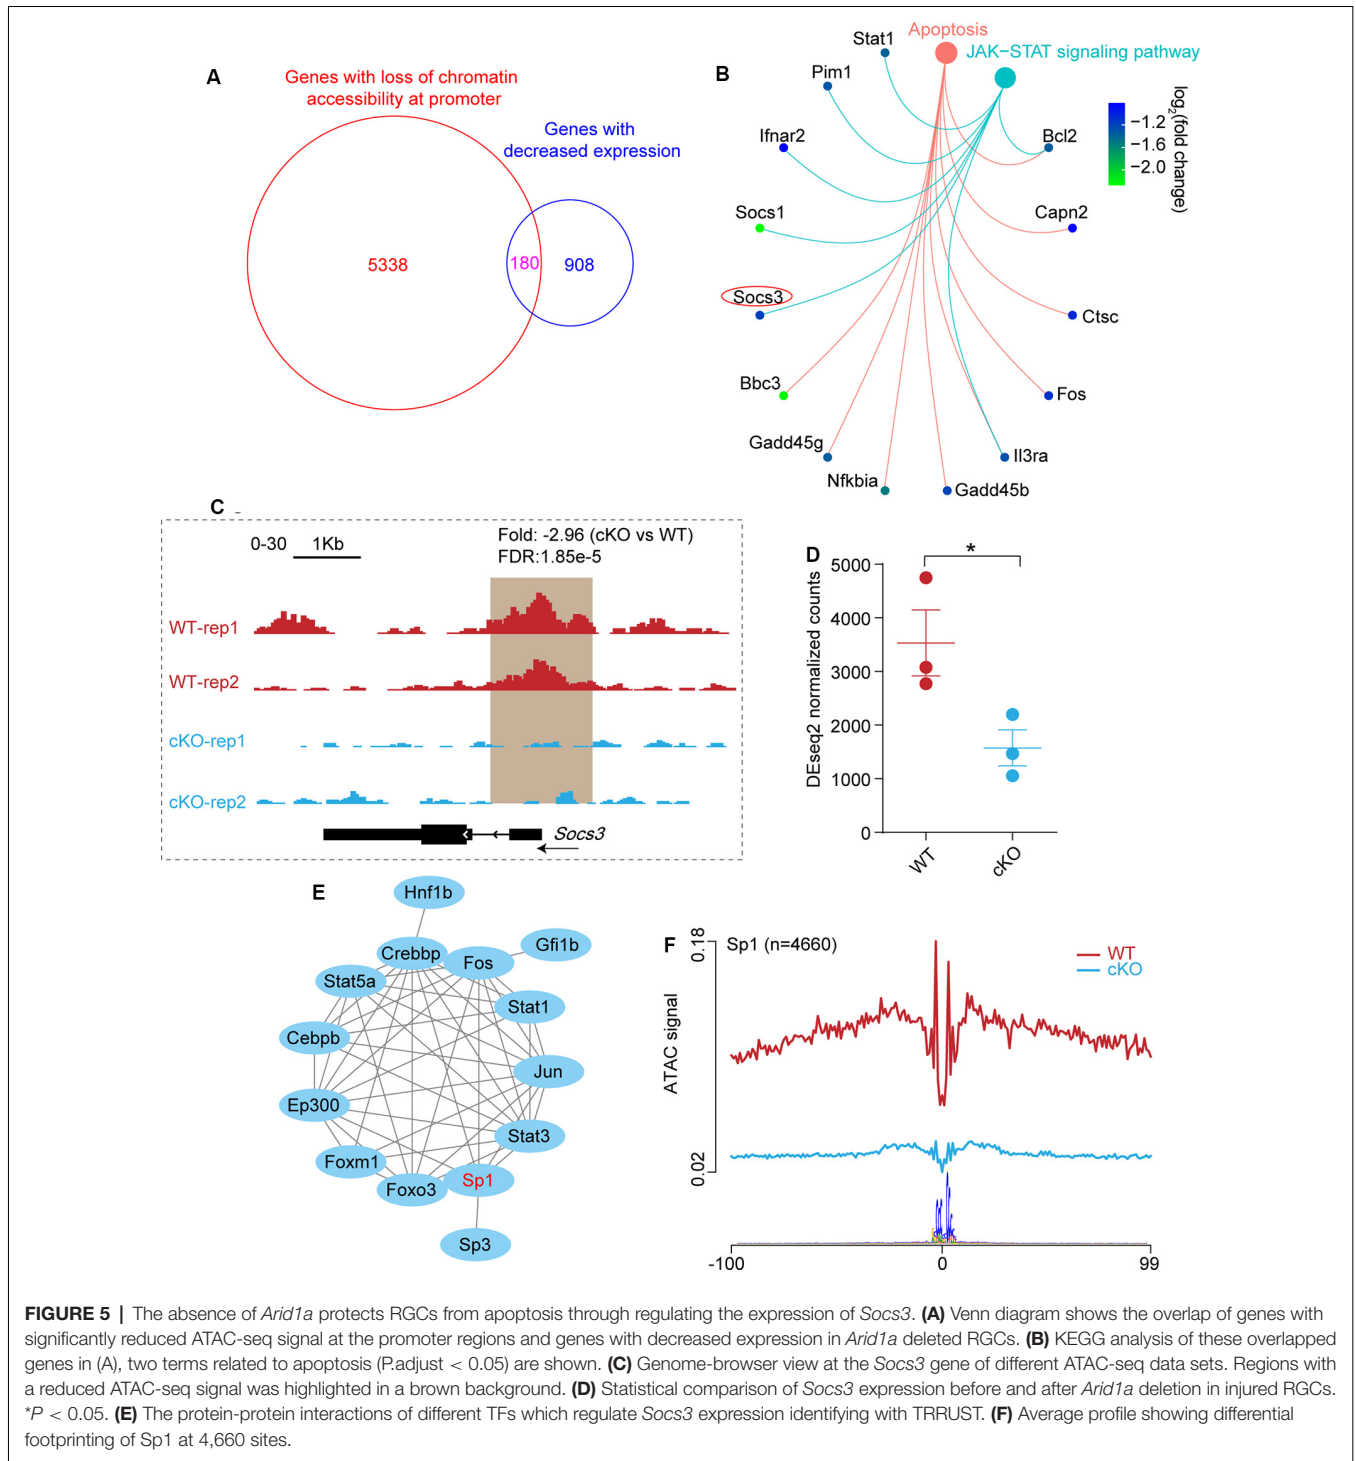 A
Genes with loss of chromatin
accessibility at promoter
Genes with
decreased expression
5338
180
908
B
Apoptosis
JAK−STAT signaling pathway
Stat1
Pim1
Ifnar2
Socs1
Socs3
Bbc3
Gadd45g
Nfkbia
Gadd45b
Il3ra
Fos
Ctsc
Capn2
Bcl2
log2(fold change)
−1.2
−1.6
−2.0
C
0-30
1Kb
Fold: -2.96 (cKO vs WT)
FDR:1.85e-5
WT-rep1
WT-rep2
cKO-rep1
cKO-rep2
Socs3
D
*
DEseq2 normalized counts
5000
4000
3000
2000
1000
0
WT
cKO
E
Hnf1b
Crebbp
Fos
Gfi1b
Stat5a
Stat1
Cebpb
Jun
Ep300
Stat3
Foxm1
Sp1
Foxo3
Sp3
F
Sp1 (n=4660)
WT
cKO
ATAC signal
0.18
0.02
-100
0
99
FIGURE 5 | The absence of Arid1a protects RGCs from apoptosis through regulating the expression of Socs3. (A) Venn diagram shows the overlap of genes with
significantly reduced ATAC-seq signal at the promoter regions and genes with decreased expression in Arid1a deleted RGCs. (B) KEGG analysis of these overlapped
genes in (A), two terms related to apoptosis (P.adjust < 0.05) are shown. (C) Genome-browser view at the Socs3 gene of different ATAC-seq data sets. Regions with
a reduced ATAC-seq signal was highlighted in a brown background. (D) Statistical comparison of Socs3 expression before and after Arid1a deletion in injured RGCs.
*P < 0.05. (E) The protein-protein interactions of different TFs which regulate Socs3 expression identifying with TRRUST. (F) Average profile showing differential
footprinting of Sp1 at 4,660 sites.